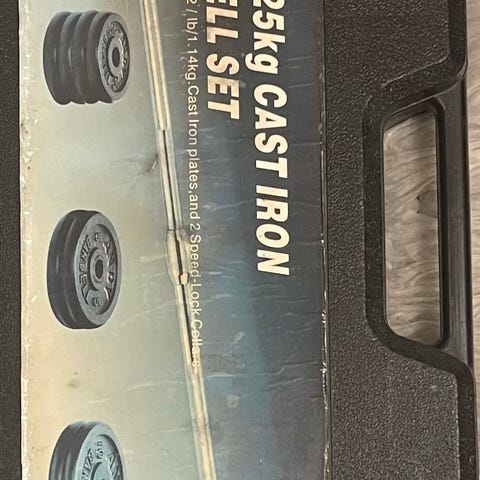 25kg CAST IRON
ELL SET
2 / lb/1.14kg.Cast Iron plates,and 2 Speed-Lock Collars